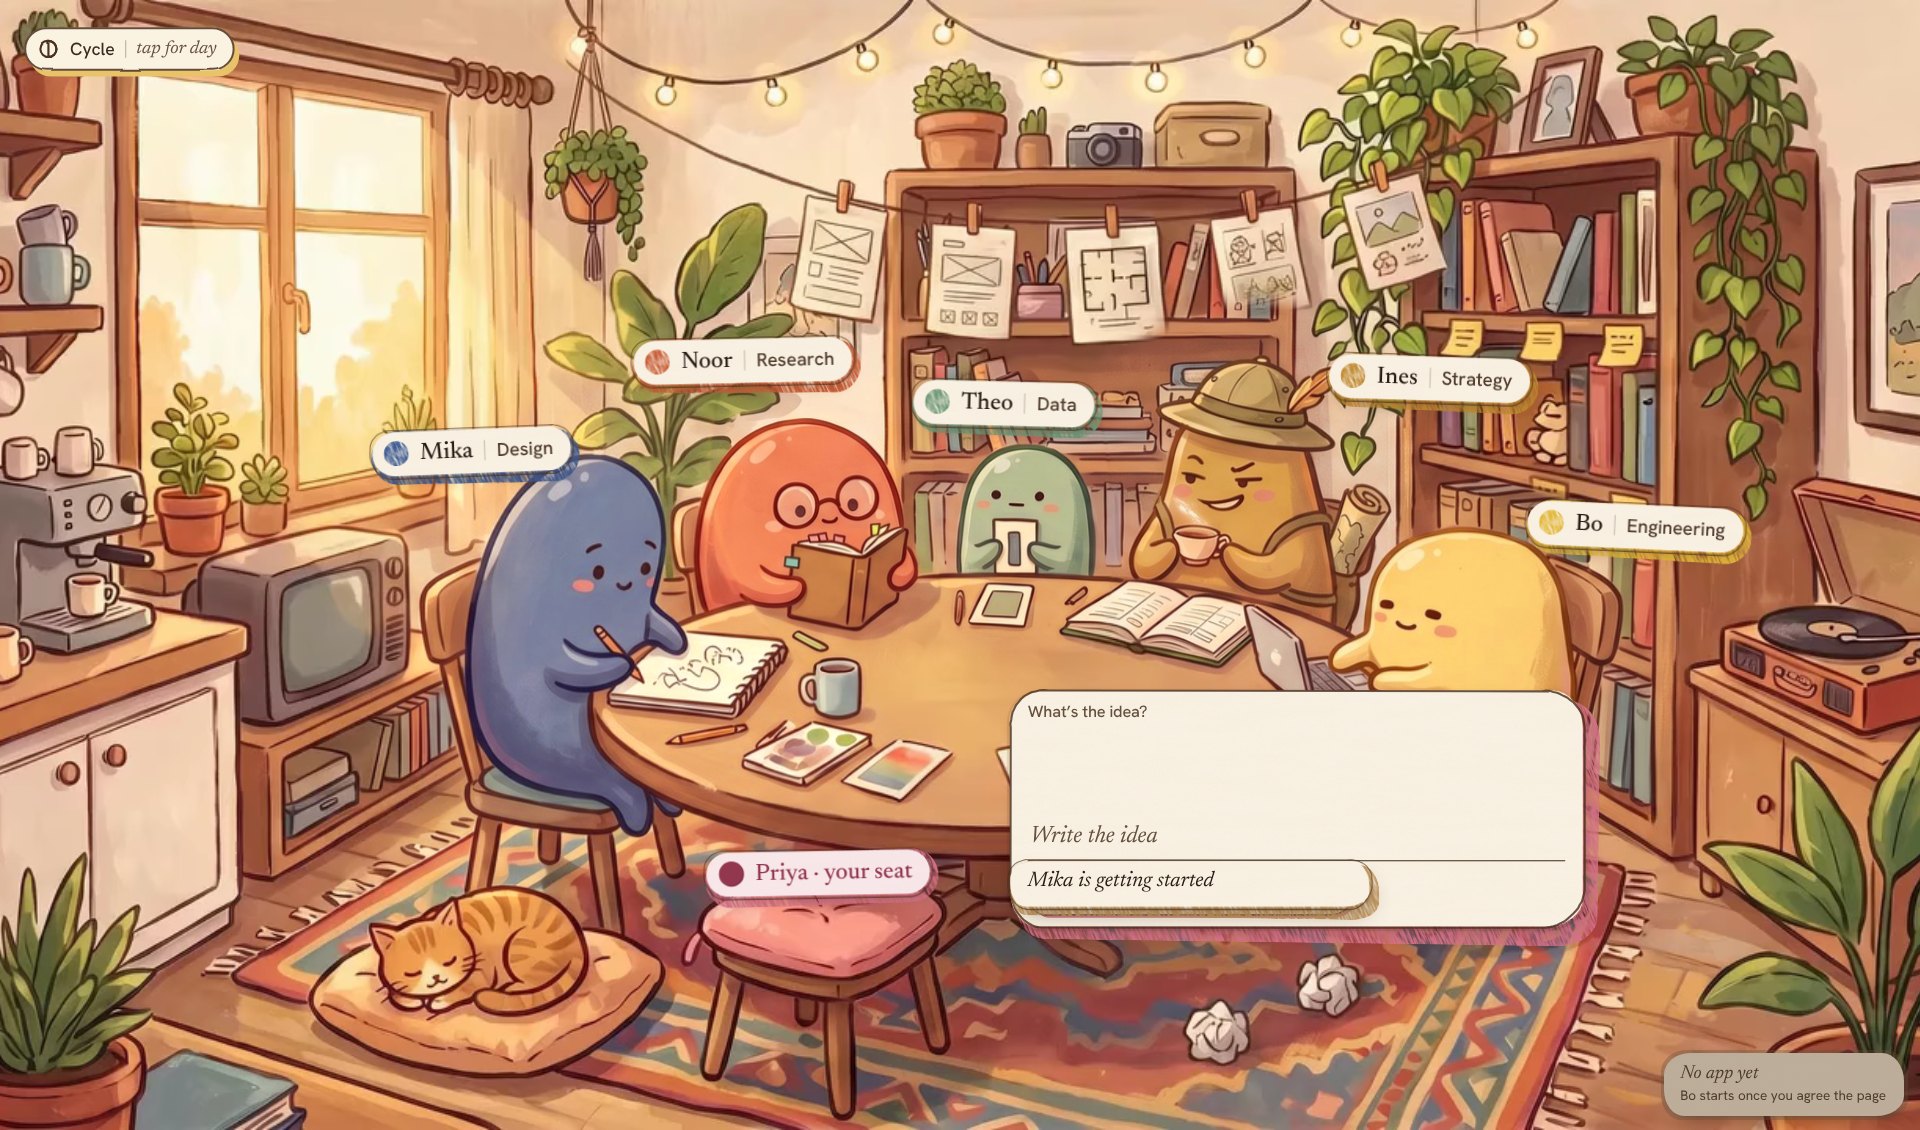 Cycle tap for day
Noor Research
Ines Strategy
Theo Data
Mika Design
Bo Engineering
What's the idea?
Write the idea
Priya · your seat
Mika is getting started
No app yet
Bo starts once you agree the page